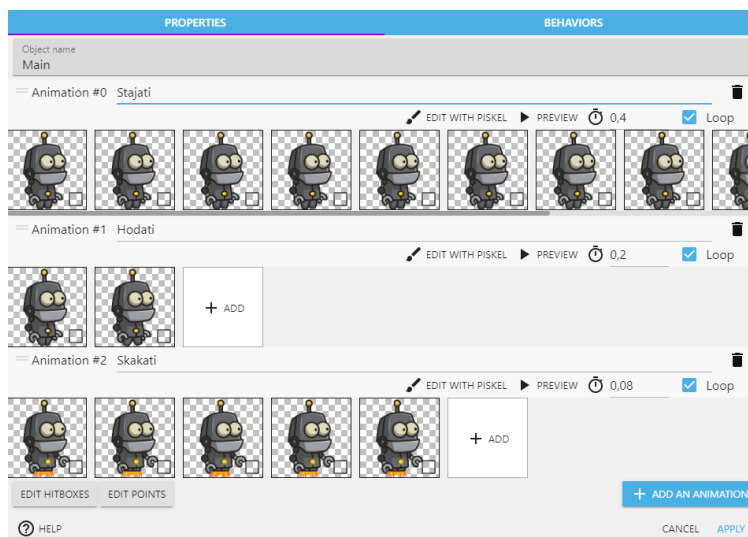 PROPERTIES BEHAVIORS
Object name
Main
Animation #0 Stajati
EDIT WITH PISKEL PREVIEW 0,4 Loop
Animation #1 Hodati
EDIT WITH PISKEL PREVIEW 0,2 Loop
+ ADD
Animation #2 Skakati
EDIT WITH PISKEL PREVIEW 0,08 Loop
+ ADD
EDIT HITBOXES EDIT POINTS + ADD AN ANIMATION
? HELP CANCEL APPLY